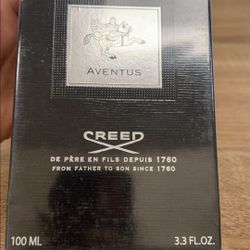 AVENTUS
CREED
DE PÈRE EN FILS DEPUIS 1760
FROM FATHER TO SON SINCE 1760
100 ML 3.3 FL.OZ.